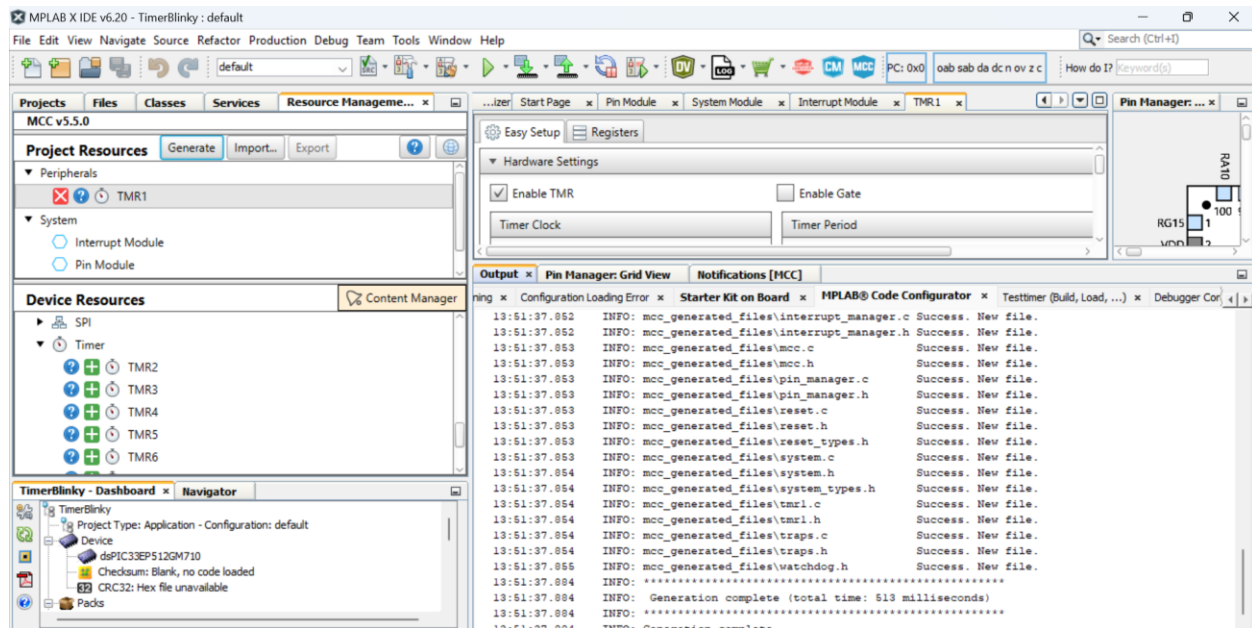 MPLAB X IDE v6.20 - TimerBlinky : default
File Edit View Navigate Source Refactor Production Debug Team Tools Window Help
Search (Ctrl+I)
default
PC: 0x0
oab sab da dc n ov z c
How do I?
Keyword(s)
Projects
Files
Classes
Services
Resource Manageme...
MCC v5.5.0
Project Resources
Generate
Import...
Export
Peripherals
TMR1
System
Interrupt Module
Pin Module
Device Resources
Content Manager
SPI
Timer
TMR2
TMR3
TMR4
TMR5
TMR6
TimerBlinky - Dashboard
Navigator
TimerBlinky
Project Type: Application - Configuration: default
Device
dsPIC33EP512GM710
Checksum: Blank, no code loaded
CRC32: Hex file unavailable
Packs
...izer
Start Page
Pin Module
System Module
Interrupt Module
TMR1
Easy Setup
Registers
Hardware Settings
Enable TMR
Enable Gate
Timer Clock
Timer Period
Pin Manager: ...
RA10
100
RG15
1
VDD
2
Output
Pin Manager: Grid View
Notifications [MCC]
ning
Configuration Loading Error
Starter Kit on Board
MPLAB® Code Configurator
Testtimer (Build, Load, ...)
Debugger Con
13:51:37.852 INFO: mcc_generated_files\interrupt_manager.c Success. New file.
13:51:37.852 INFO: mcc_generated_files\interrupt_manager.h Success. New file.
13:51:37.853 INFO: mcc_generated_files\mcc.c Success. New file.
13:51:37.853 INFO: mcc_generated_files\mcc.h Success. New file.
13:51:37.853 INFO: mcc_generated_files\pin_manager.c Success. New file.
13:51:37.853 INFO: mcc_generated_files\pin_manager.h Success. New file.
13:51:37.853 INFO: mcc_generated_files\reset.c Success. New file.
13:51:37.853 INFO: mcc_generated_files\reset.h Success. New file.
13:51:37.853 INFO: mcc_generated_files\reset_types.h Success. New file.
13:51:37.853 INFO: mcc_generated_files\system.c Success. New file.
13:51:37.854 INFO: mcc_generated_files\system.h Success. New file.
13:51:37.854 INFO: mcc_generated_files\system_types.h Success. New file.
13:51:37.854 INFO: mcc_generated_files\tmr1.c Success. New file.
13:51:37.854 INFO: mcc_generated_files\tmr1.h Success. New file.
13:51:37.854 INFO: mcc_generated_files\traps.c Success. New file.
13:51:37.854 INFO: mcc_generated_files\traps.h Success. New file.
13:51:37.855 INFO: mcc_generated_files\watchdog.h Success. New file.
13:51:37.884 INFO: *****************************************************
13:51:37.884 INFO: Generation complete (total time: 513 milliseconds)
13:51:37.884 INFO: *****************************************************
13:51:37.884 INFO: Generation complete.